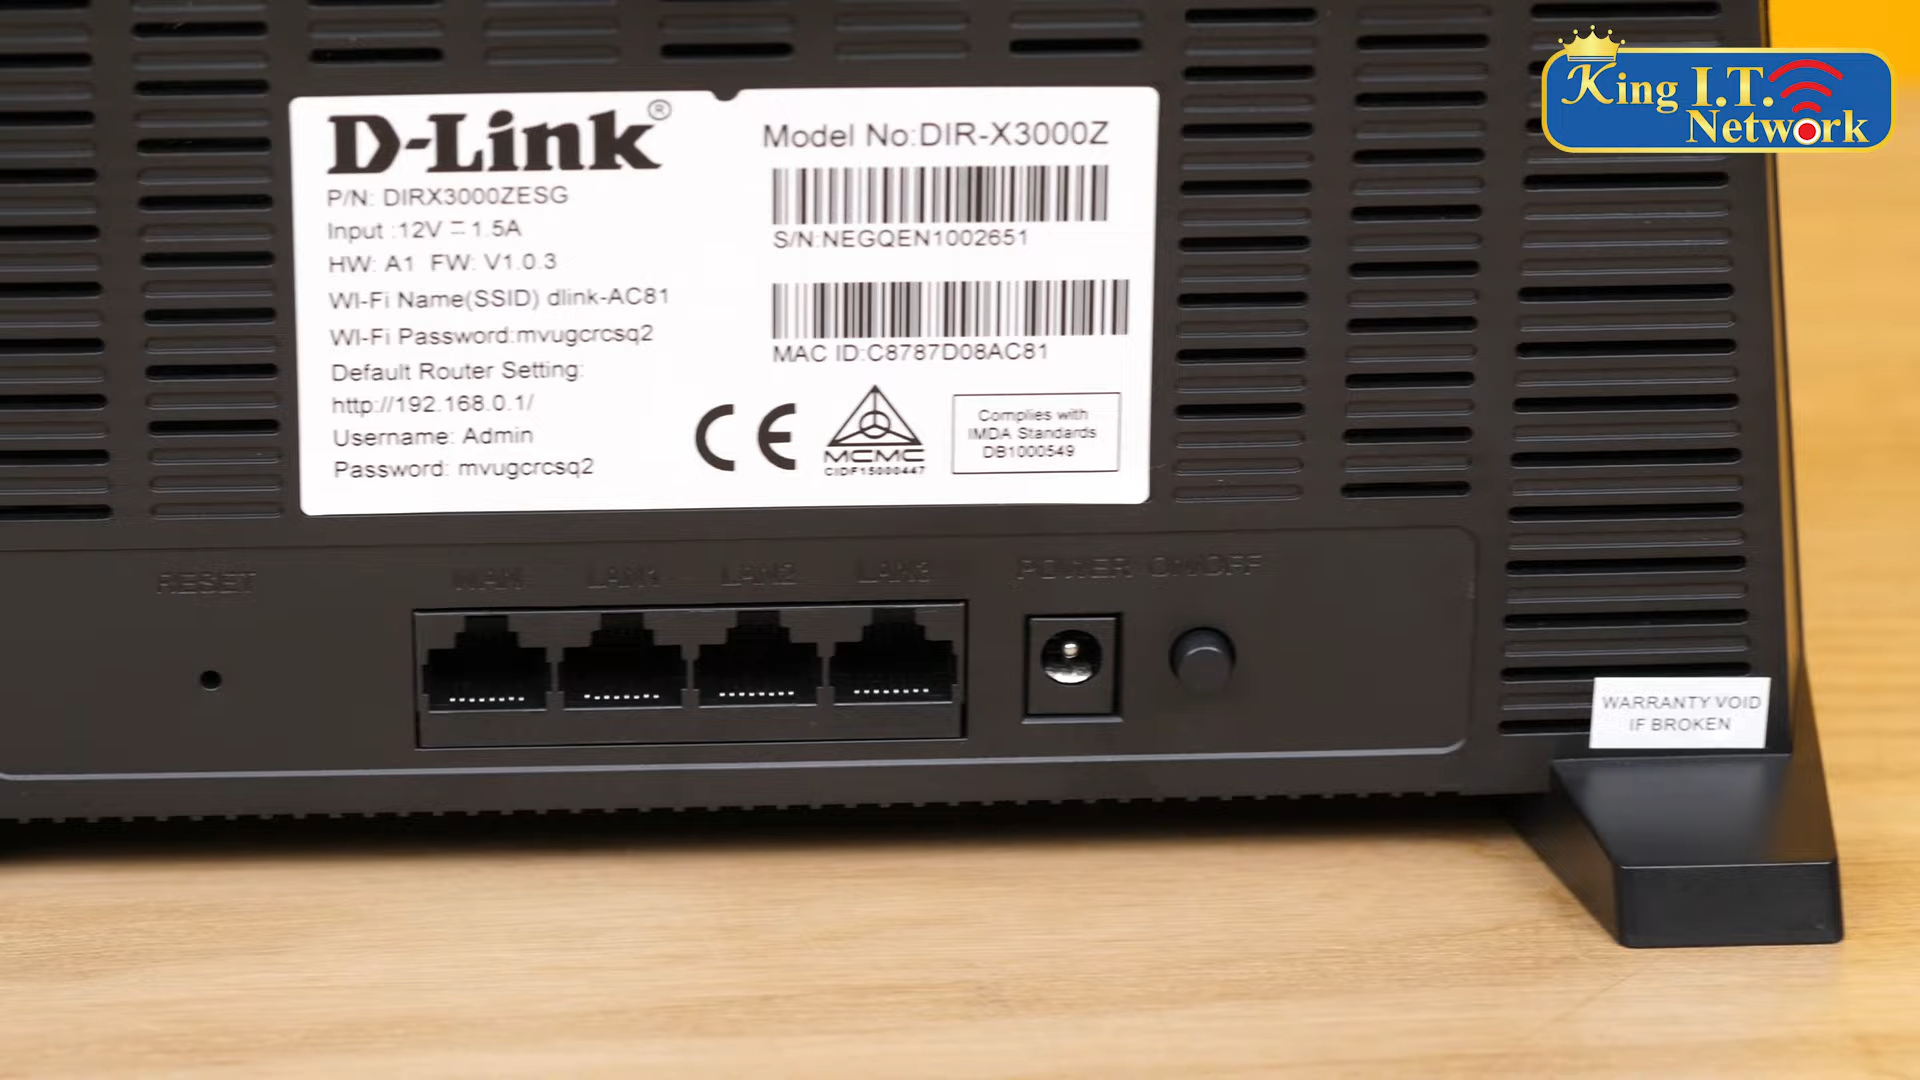 King I.T.
Network
D-Link®
P/N: DIRX3000ZESG
Input :12V ⎓ 1.5A
HW: A1 FW: V1.0.3
WI-Fi Name(SSID) dlink-AC81
WI-Fi Password:mvugcrcsq2
Default Router Setting:
http://192.168.0.1/
Username: Admin
Password: mvugcrcsq2
Model No:DIR-X3000Z
S/N:NEGQEN1002651
MAC ID:C8787D08AC81
CE
MCMC
CIDF15000447
Complies with
IMDA Standards
DB1000549
RESET
WAN LAN1 LAN2 LAN3
POWER ON/OFF
WARRANTY VOID
IF BROKEN